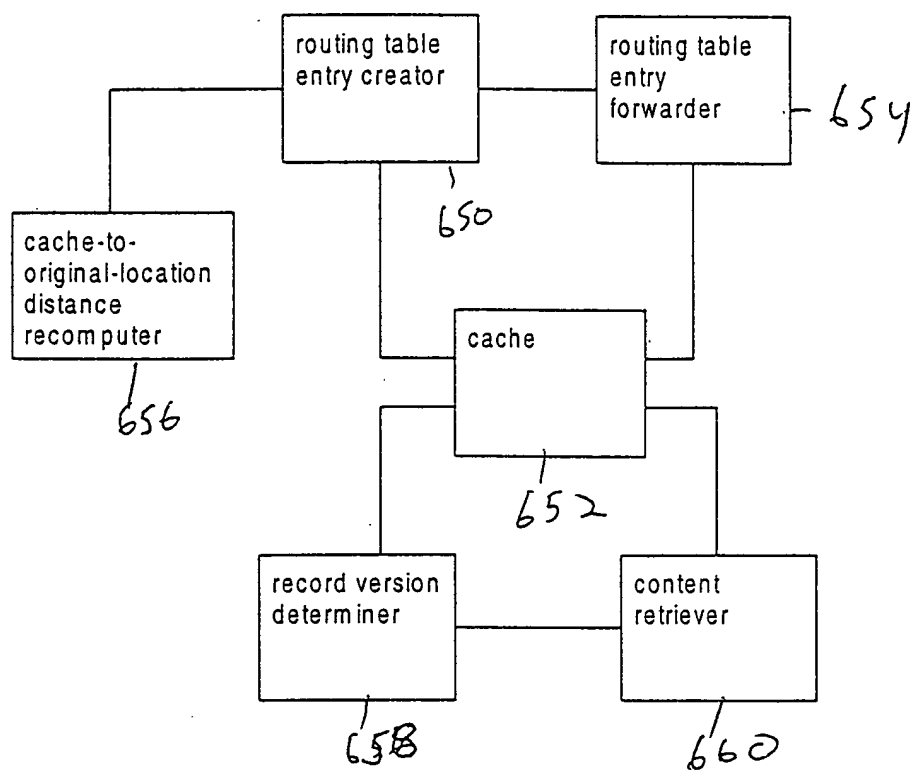 routing table
entry creator
routing table
entry
forwarder
654
650
cache-to-
original-location
distance
recomputer
cache
656
652
record version
determiner
content
retriever
658
660